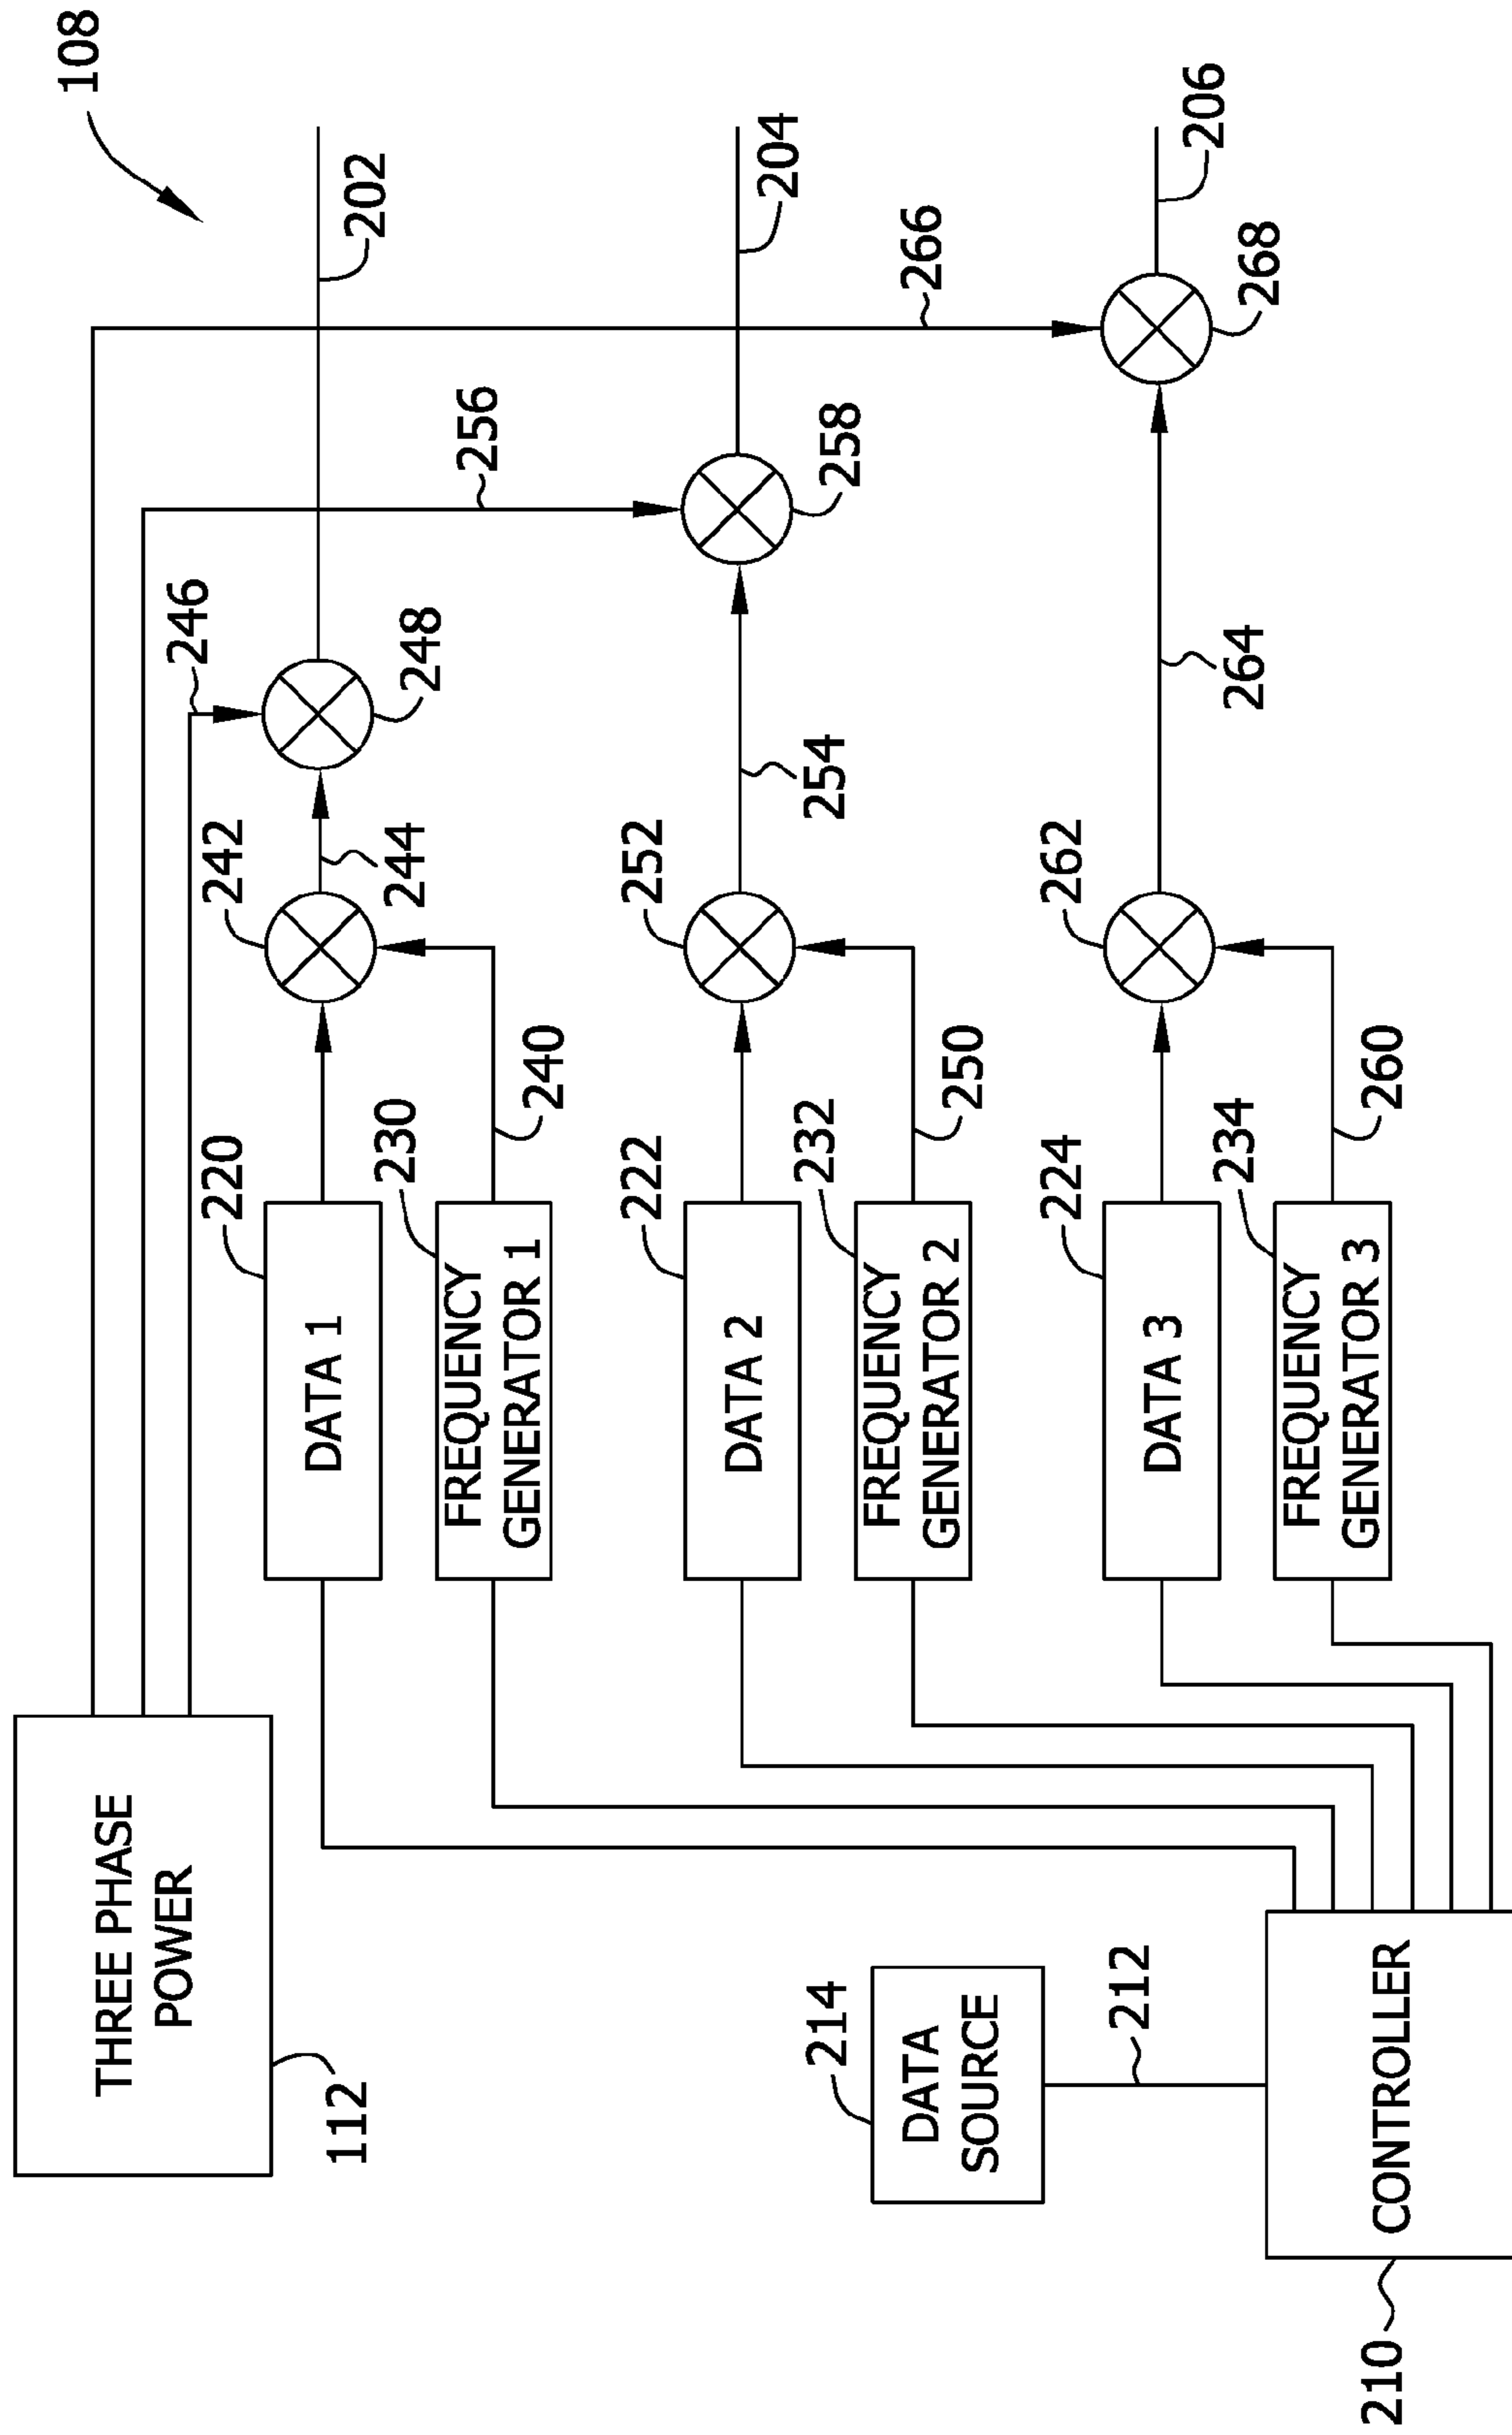 108
THREE PHASE
POWER
112
202
204
206
246
256
266
248
258
268
242
244
252
254
262
264
220
DATA 1
230
FREQUENCY
GENERATOR 1
240
222
DATA 2
232
FREQUENCY
GENERATOR 2
250
224
DATA 3
234
FREQUENCY
GENERATOR 3
260
214
DATA
SOURCE
212
CONTROLLER
210